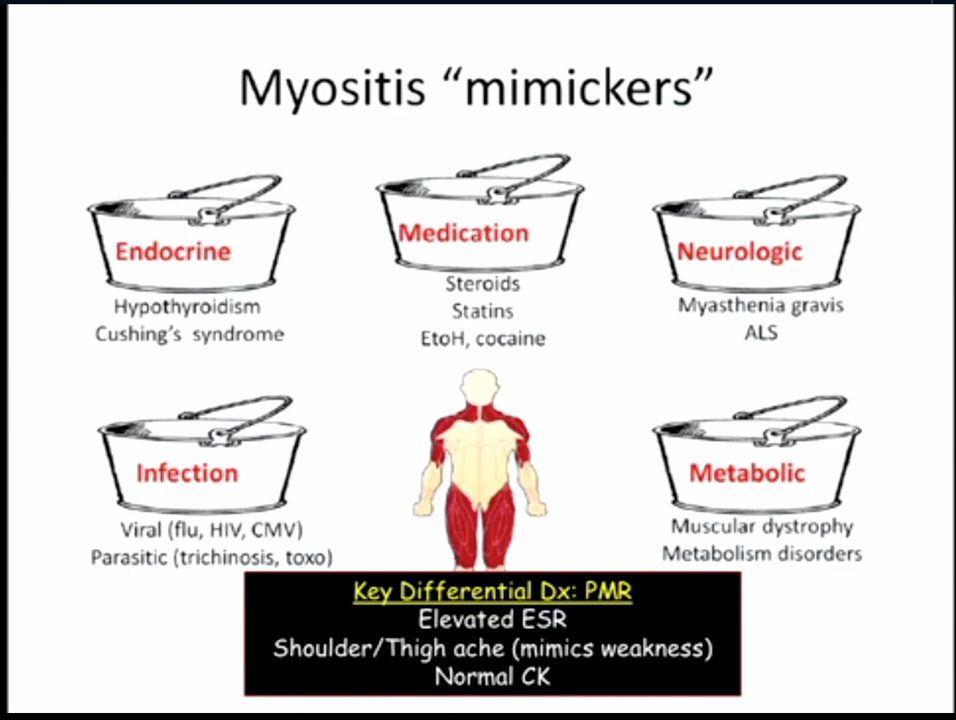 Myositis “mimickers”
Endocrine
Hypothyroidism
Cushing’s syndrome
Medication
Steroids
Statins
EtoH, cocaine
Neurologic
Myasthenia gravis
ALS
Infection
Viral (flu, HIV, CMV)
Parasitic (trichinosis, toxo)
Metabolic
Muscular dystrophy
Metabolism disorders
Key Differential Dx: PMR
Elevated ESR
Shoulder/Thigh ache (mimics weakness)
Normal CK